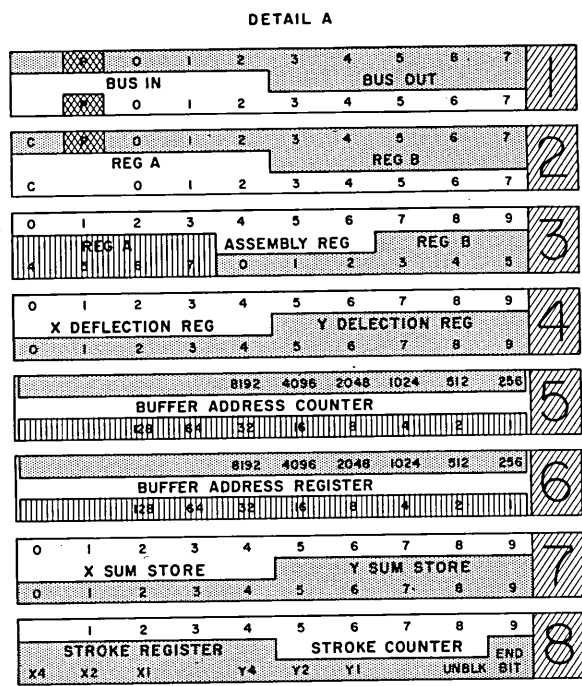 DETAIL A
P 0 1 2 3 4 5 6 7
BUS IN BUS OUT
P 0 1 2 3 4 5 6 7
1
C P 0 1 2 3 4 5 6 7
REG A REG B
C 0 1 2 3 4 5 6 7
2
0 1 2 3 4 5 6 7 8 9
REG A ASSEMBLY REG REG B
4 5 6 7 0 1 2 3 4 5
3
0 1 2 3 4 5 6 7 8 9
X DEFLECTION REG Y DELECTION REG
0 1 2 3 4 5 6 7 8 9
4
8192 4096 2048 1024 512 256
BUFFER ADDRESS COUNTER
128 64 32 16 8 4 2 1
5
8192 4096 2048 1024 512 256
BUFFER ADDRESS REGISTER
128 64 32 16 8 4 2 1
6
0 1 2 3 4 5 6 7 8 9
X SUM STORE Y SUM STORE
0 1 2 3 4 5 6 7 8 9
7
1 2 3 4 5 6 7 8 9
STROKE REGISTER STROKE COUNTER END
X4 X2 X1 Y4 Y2 Y1 UNBLK BIT
8